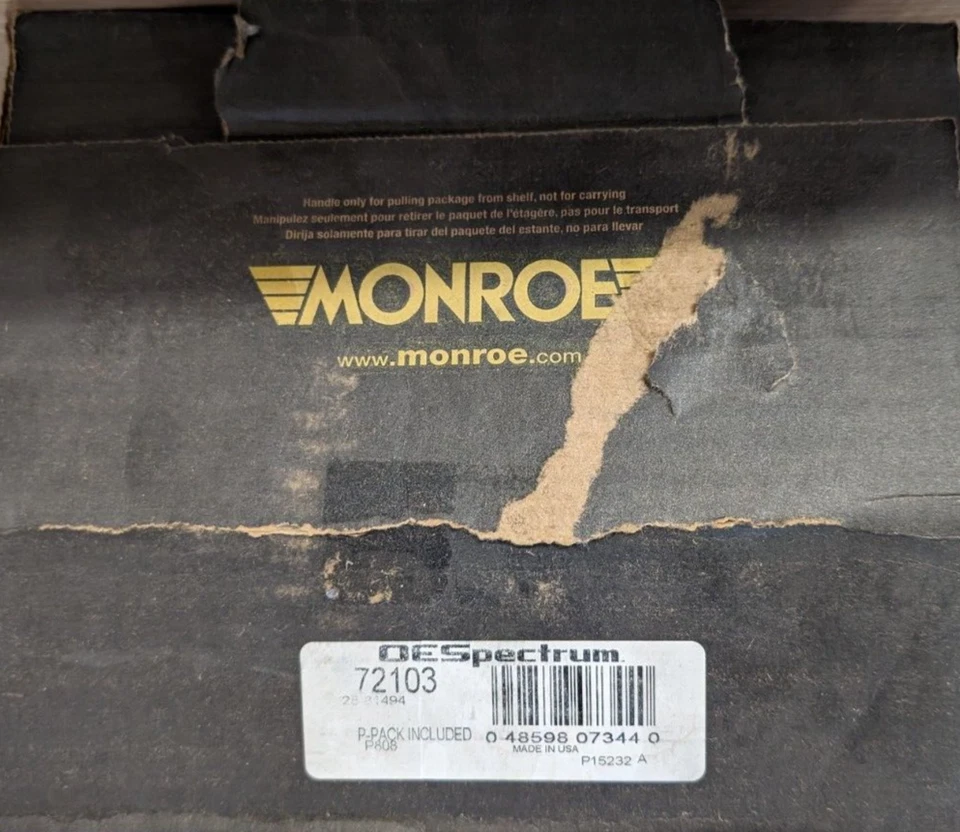 Handle only for pulling package from shelf, not for carrying
Manipulez seulement pour retirer le paquet de l'étagère, pas pour le transport
Dirija solamente para tirar del paquete del estante, no para llevar
MONROE
www.monroe.com
OESpectrum
72103
P-PACK INCLUDED
P808
0 48598 07344 0
MADE IN USA
P15232 A